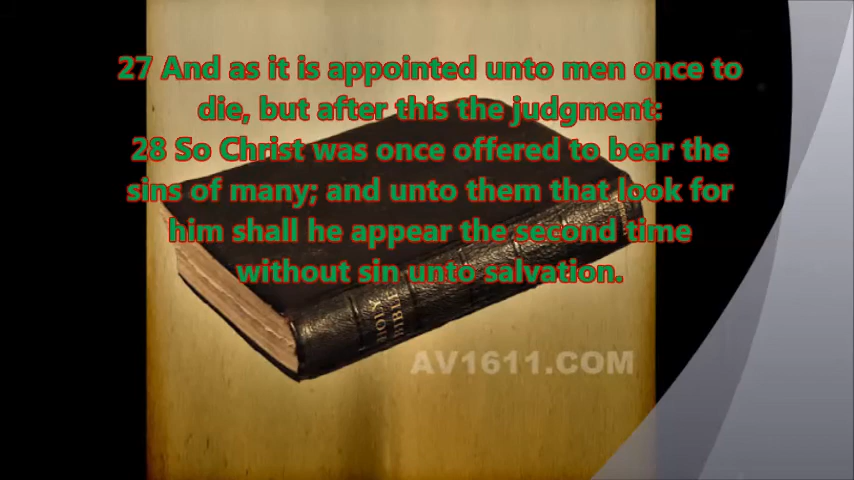 27 And as it is appointed unto men once to
die, but after this the judgment:
28 So Christ was once offered to bear the
sins of many; and unto them that look for
him shall he appear the second time
without sin unto salvation.
HOLY
BIBLE
AV1611.COM